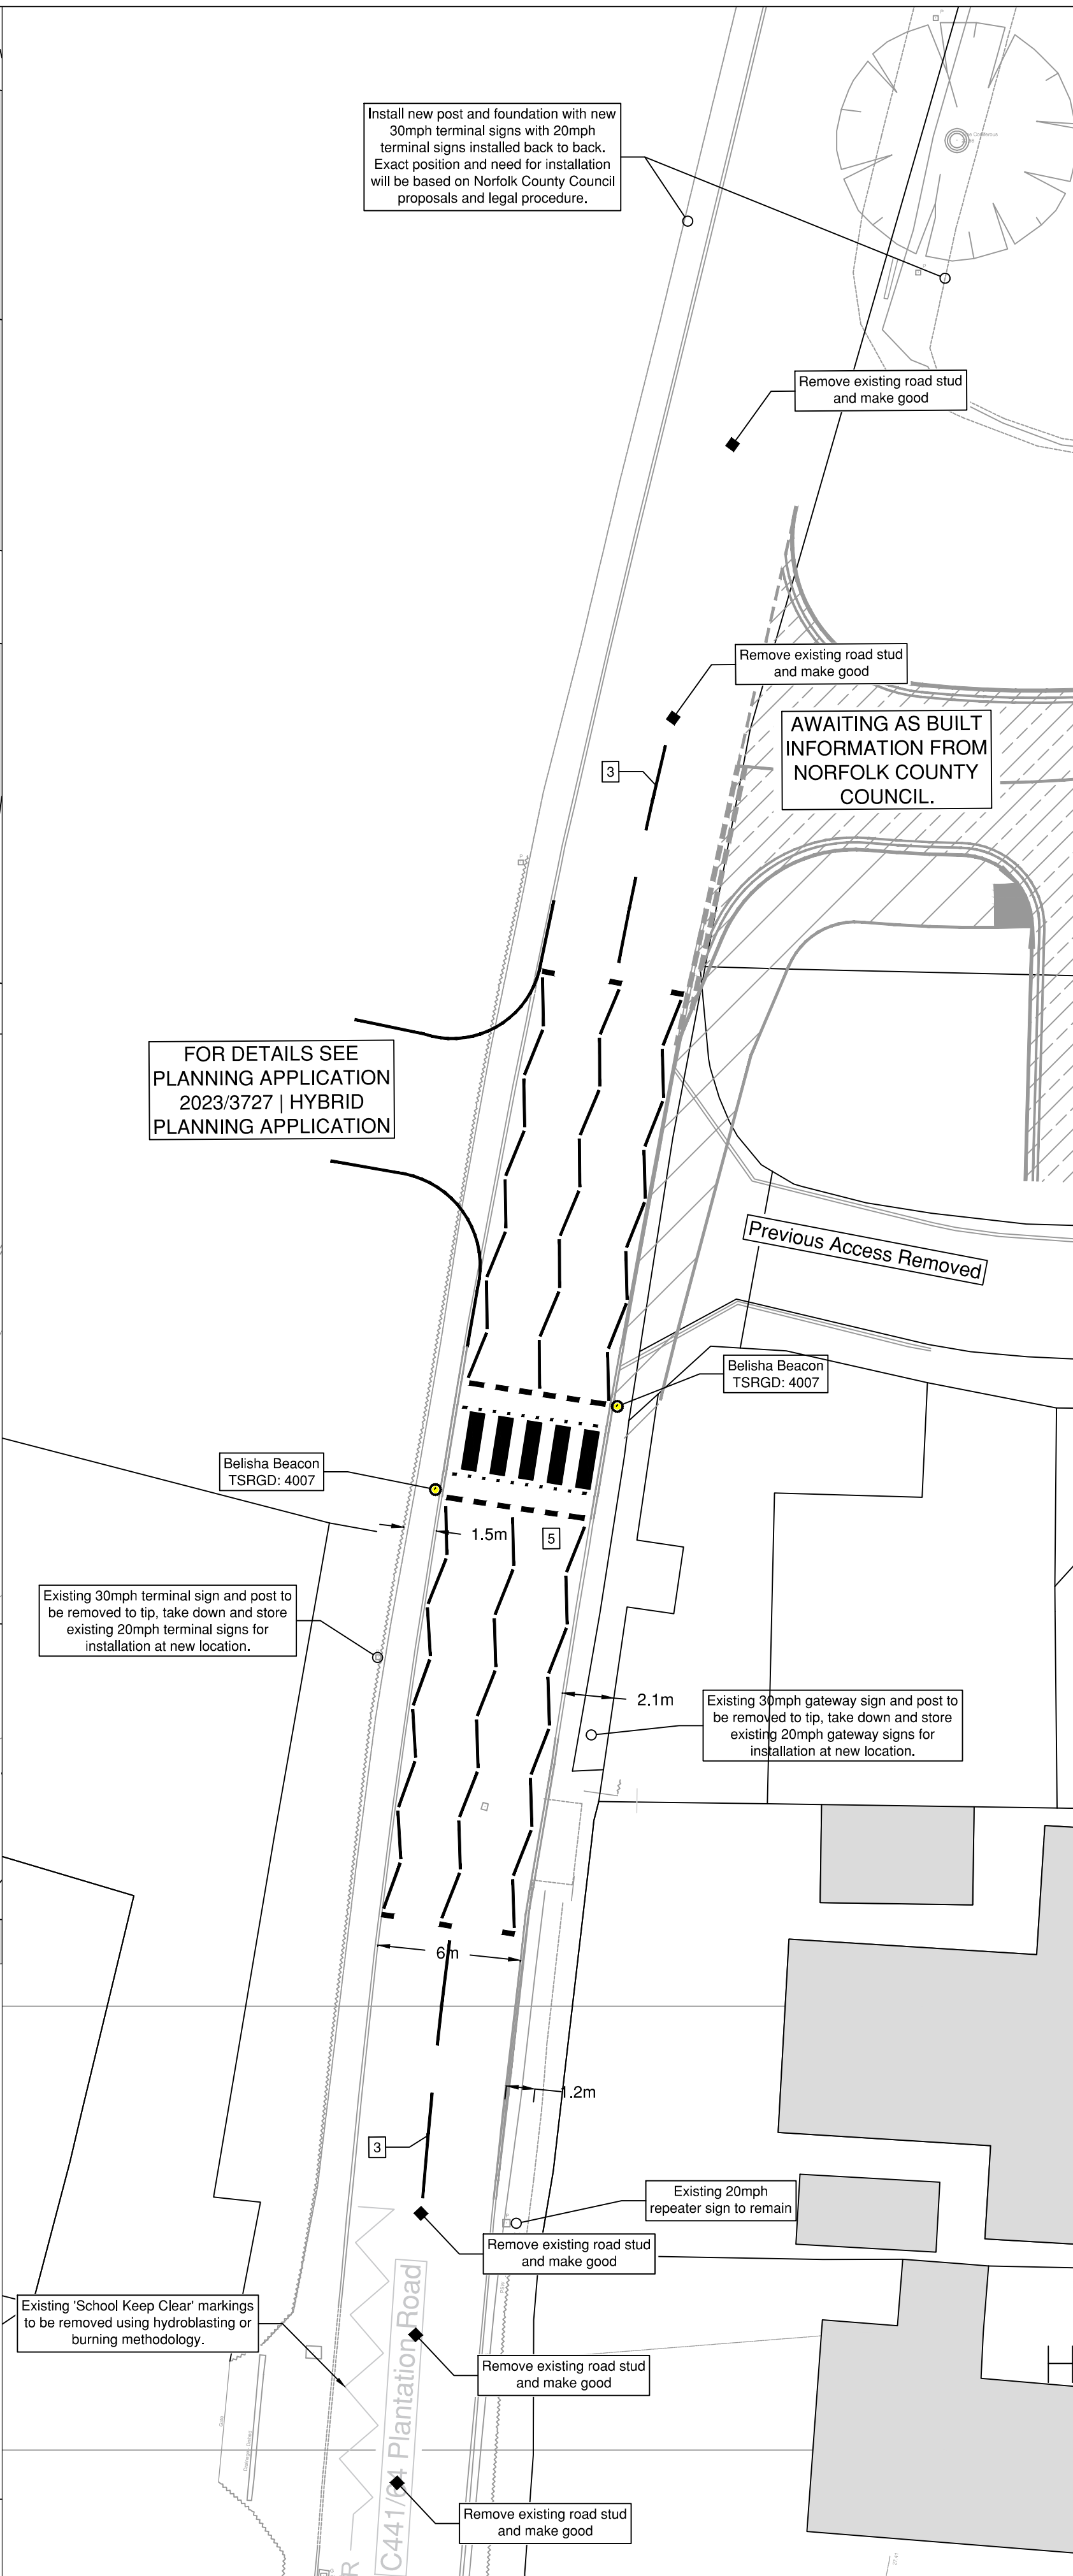 Install new post and foundation with new
30mph terminal signs with 20mph
terminal signs installed back to back.
Exact position and need for installation
will be based on Norfolk County Council
proposals and legal procedure.
Remove existing road stud
and make good
Remove existing road stud
and make good
AWAITING AS BUILT
INFORMATION FROM
NORFOLK COUNTY
COUNCIL.
3
FOR DETAILS SEE
PLANNING APPLICATION
2023/3727 | HYBRID
PLANNING APPLICATION
Previous Access Removed
Belisha Beacon
TSRGD: 4007
Belisha Beacon
TSRGD: 4007
1.5m
5
Existing 30mph terminal sign and post to
be removed to tip, take down and store
existing 20mph terminal signs for
installation at new location.
2.1m
Existing 30mph gateway sign and post to
be removed to tip, take down and store
existing 20mph gateway signs for
installation at new location.
6m
1.2m
3
Existing 20mph
repeater sign to remain
Remove existing road stud
and make good
Existing 'School Keep Clear' markings
to be removed using hydroblasting or
burning methodology.
Remove existing road stud
and make good
C441/64 Plantation Road
Remove existing road stud
and make good
R